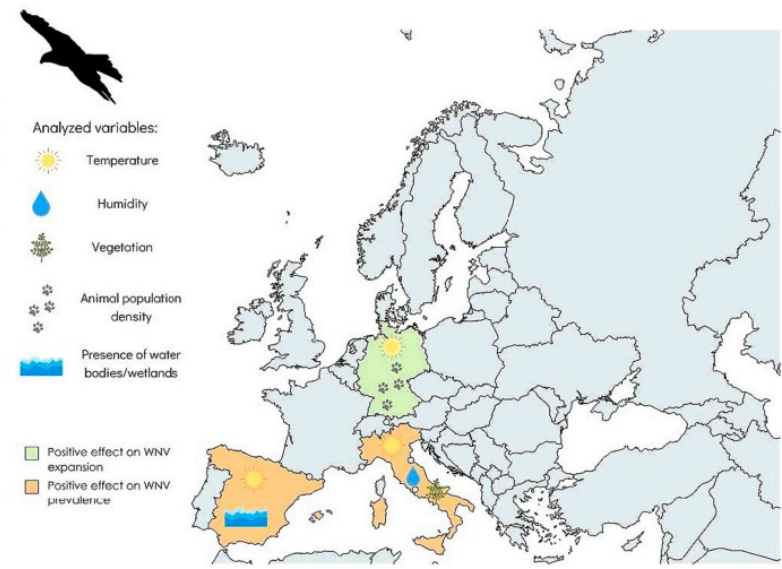 Analyzed variables:
Temperature
Humidity
Vegetation
Animal population
density
Presence of water
bodies/wetlands
Positive effect on WNV
expansion
Positive effect on WNV
prevalence